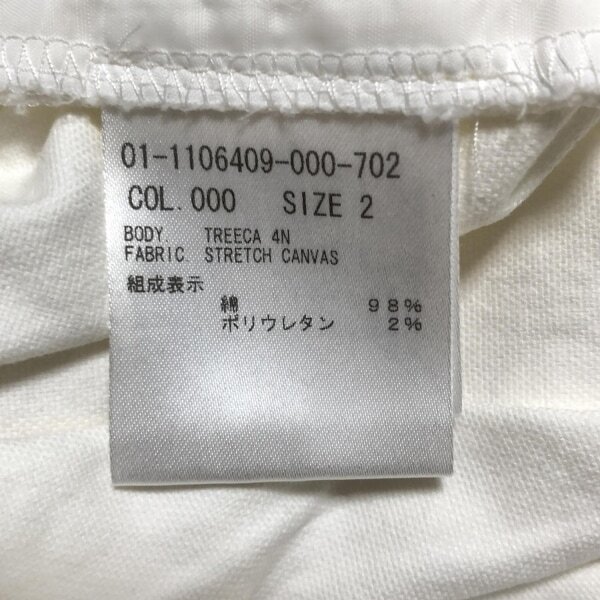 01-1106409-000-702
COL.000 SIZE 2
BODY TREECA 4N
FABRIC STRETCH CANVAS
組成表示
綿 98%
ポリウレタン 2%